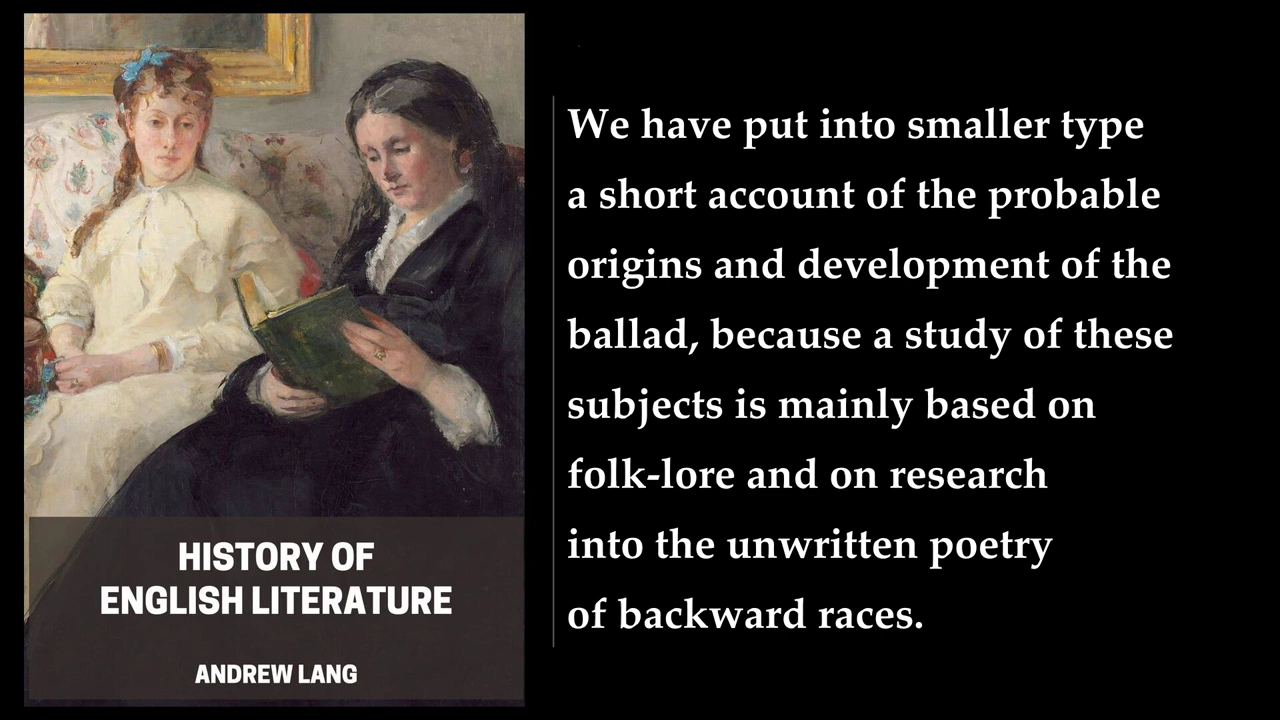 HISTORY OF
ENGLISH LITERATURE
ANDREW LANG
We have put into smaller type
a short account of the probable
origins and development of the
ballad, because a study of these
subjects is mainly based on
folk-lore and on research
into the unwritten poetry
of backward races.